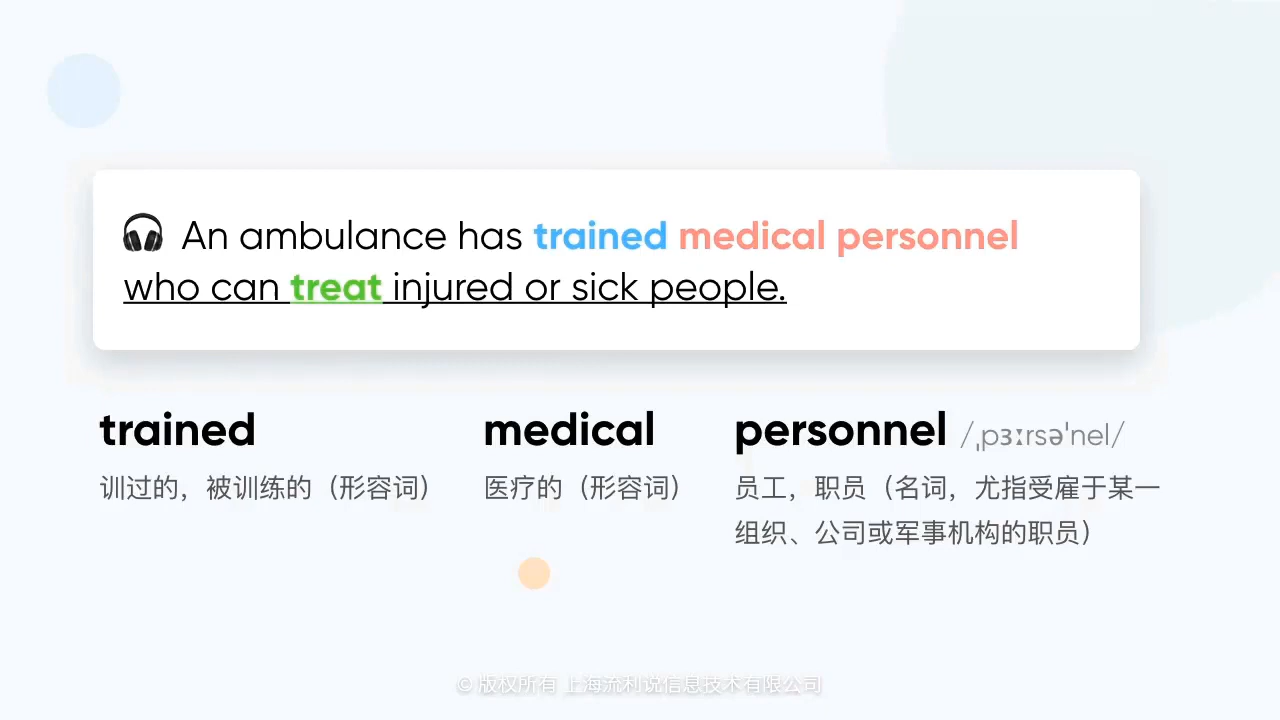 An ambulance has trained medical personnel
who can treat injured or sick people.
trained medical personnel /ˌpɜːrsəˈnel/
训过的，被训练的（形容词） 医疗的（形容词） 员工，职员（名词，尤指受雇于某一
组织、公司或军事机构的职员）
© 版权所有 上海流利说信息技术有限公司